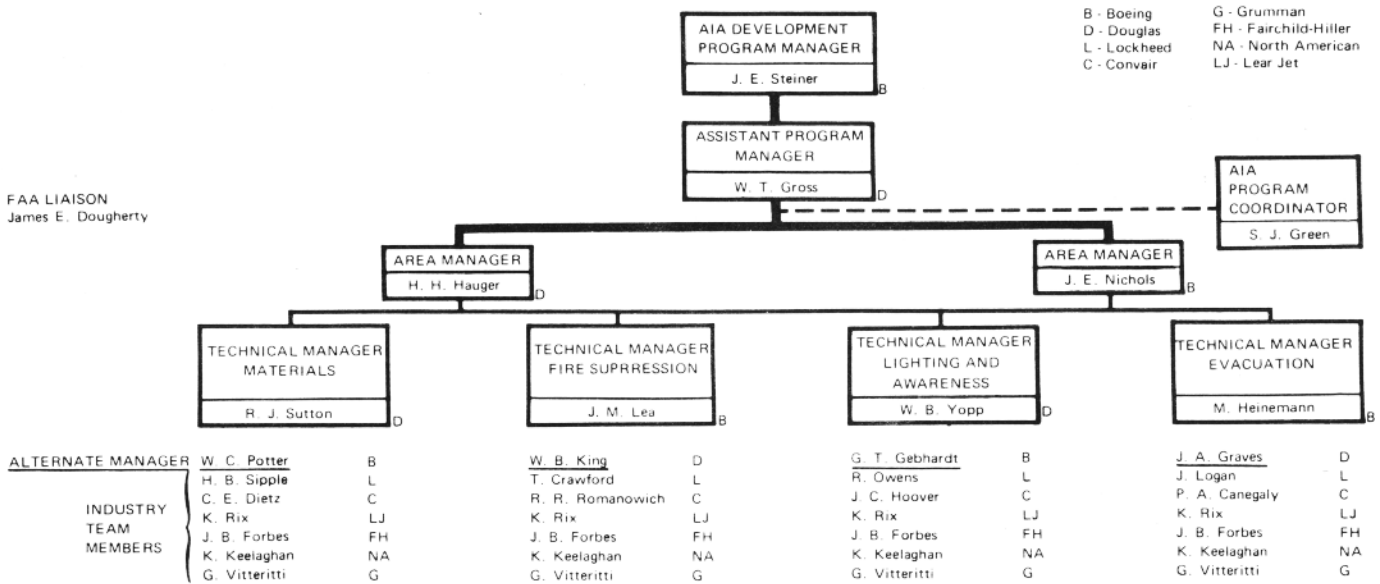 B - Boeing G - Grumman
D - Douglas FH - Fairchild-Hiller
L - Lockheed NA - North American
C - Convair LJ - Lear Jet
AIA DEVELOPMENT
PROGRAM MANAGER
J. E. Steiner
B
ASSISTANT PROGRAM
MANAGER
W. T. Gross
D
AIA
PROGRAM
COORDINATOR
S. J. Green
FAA LIAISON
James E. Dougherty
AREA MANAGER
H. H. Hauger
D
AREA MANAGER
J. E. Nichols
B
TECHNICAL MANAGER
MATERIALS
R. J. Sutton
D
TECHNICAL MANAGER
FIRE SUPRRESSION
J. M. Lea
B
TECHNICAL MANAGER
LIGHTING AND
AWARENESS
W. B. Yopp
D
TECHNICAL MANAGER
EVACUATION
M. Heinemann
B
ALTERNATE MANAGER W. C. Potter B W. B. King D G. T. Gebhardt B J. A. Graves D
H. B. Sipple L T. Crawford L R. Owens L J. Logan L
C. E. Dietz C R. R. Romanowich C J. C. Hoover C P. A. Canegaly C
INDUSTRY K. Rix LJ K. Rix LJ K. Rix LJ K. Rix LJ
TEAM J. B. Forbes FH J. B. Forbes FH J. B. Forbes FH J. B. Forbes FH
MEMBERS K. Keelaghan NA K. Keelaghan NA K. Keelaghan NA K. Keelaghan NA
G. Vitteritti G G. Vitteritti G G. Vitteritti G G. Vitteritti G